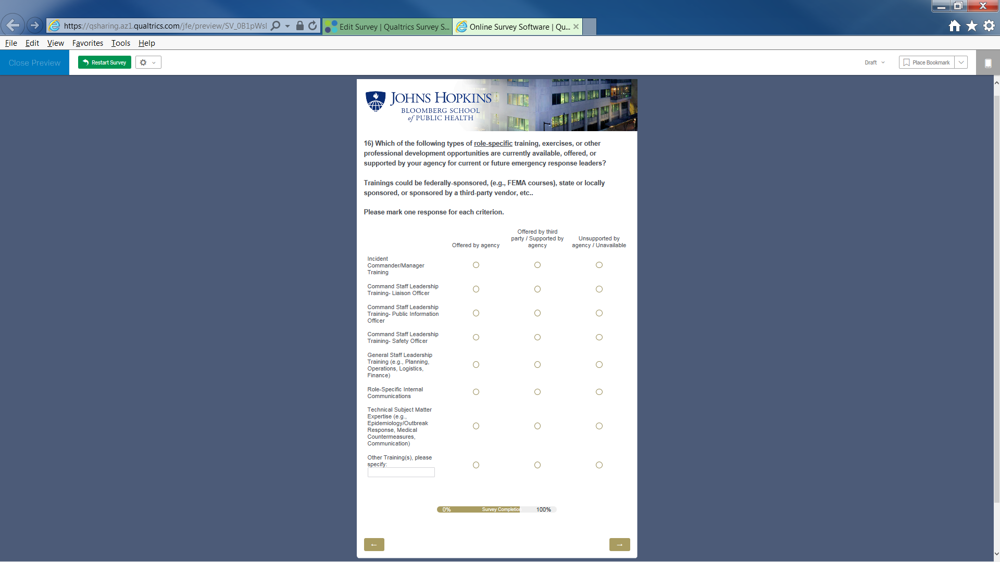 https://qsharing.az1.qualtrics.com/jfe/preview/SV_0B1pWsl
Edit Survey | Qualtrics Survey S...
Online Survey Software | Qu...
File Edit View Favorites Tools Help
Close Preview
Restart Survey
Draft
Place Bookmark
JOHNS HOPKINS
BLOOMBERG SCHOOL
of PUBLIC HEALTH
16) Which of the following types of role-specific training, exercises, or other
professional development opportunities are currently available, offered, or
supported by your agency for current or future emergency response leaders?
Trainings could be federally-sponsored, (e.g., FEMA courses), state or locally
sponsored, or sponsored by a third-party vendor, etc..
Please mark one response for each criterion.
Offered by agency
Offered by third
party / Supported by
agency
Unsupported by
agency / Unavailable
Incident
Commander/Manager
Training
Command Staff Leadership
Training- Liaison Officer
Command Staff Leadership
Training- Public Information
Officer
Command Staff Leadership
Training- Safety Officer
General Staff Leadership
Training (e.g., Planning,
Operations, Logistics,
Finance)
Role-Specific Internal
Communications
Technical Subject Matter
Expertise (e.g.,
Epidemiology/Outbreak
Response, Medical
Countermeasures,
Communication)
Other Training(s), please
specify:
0% Survey Completion 100%
← →